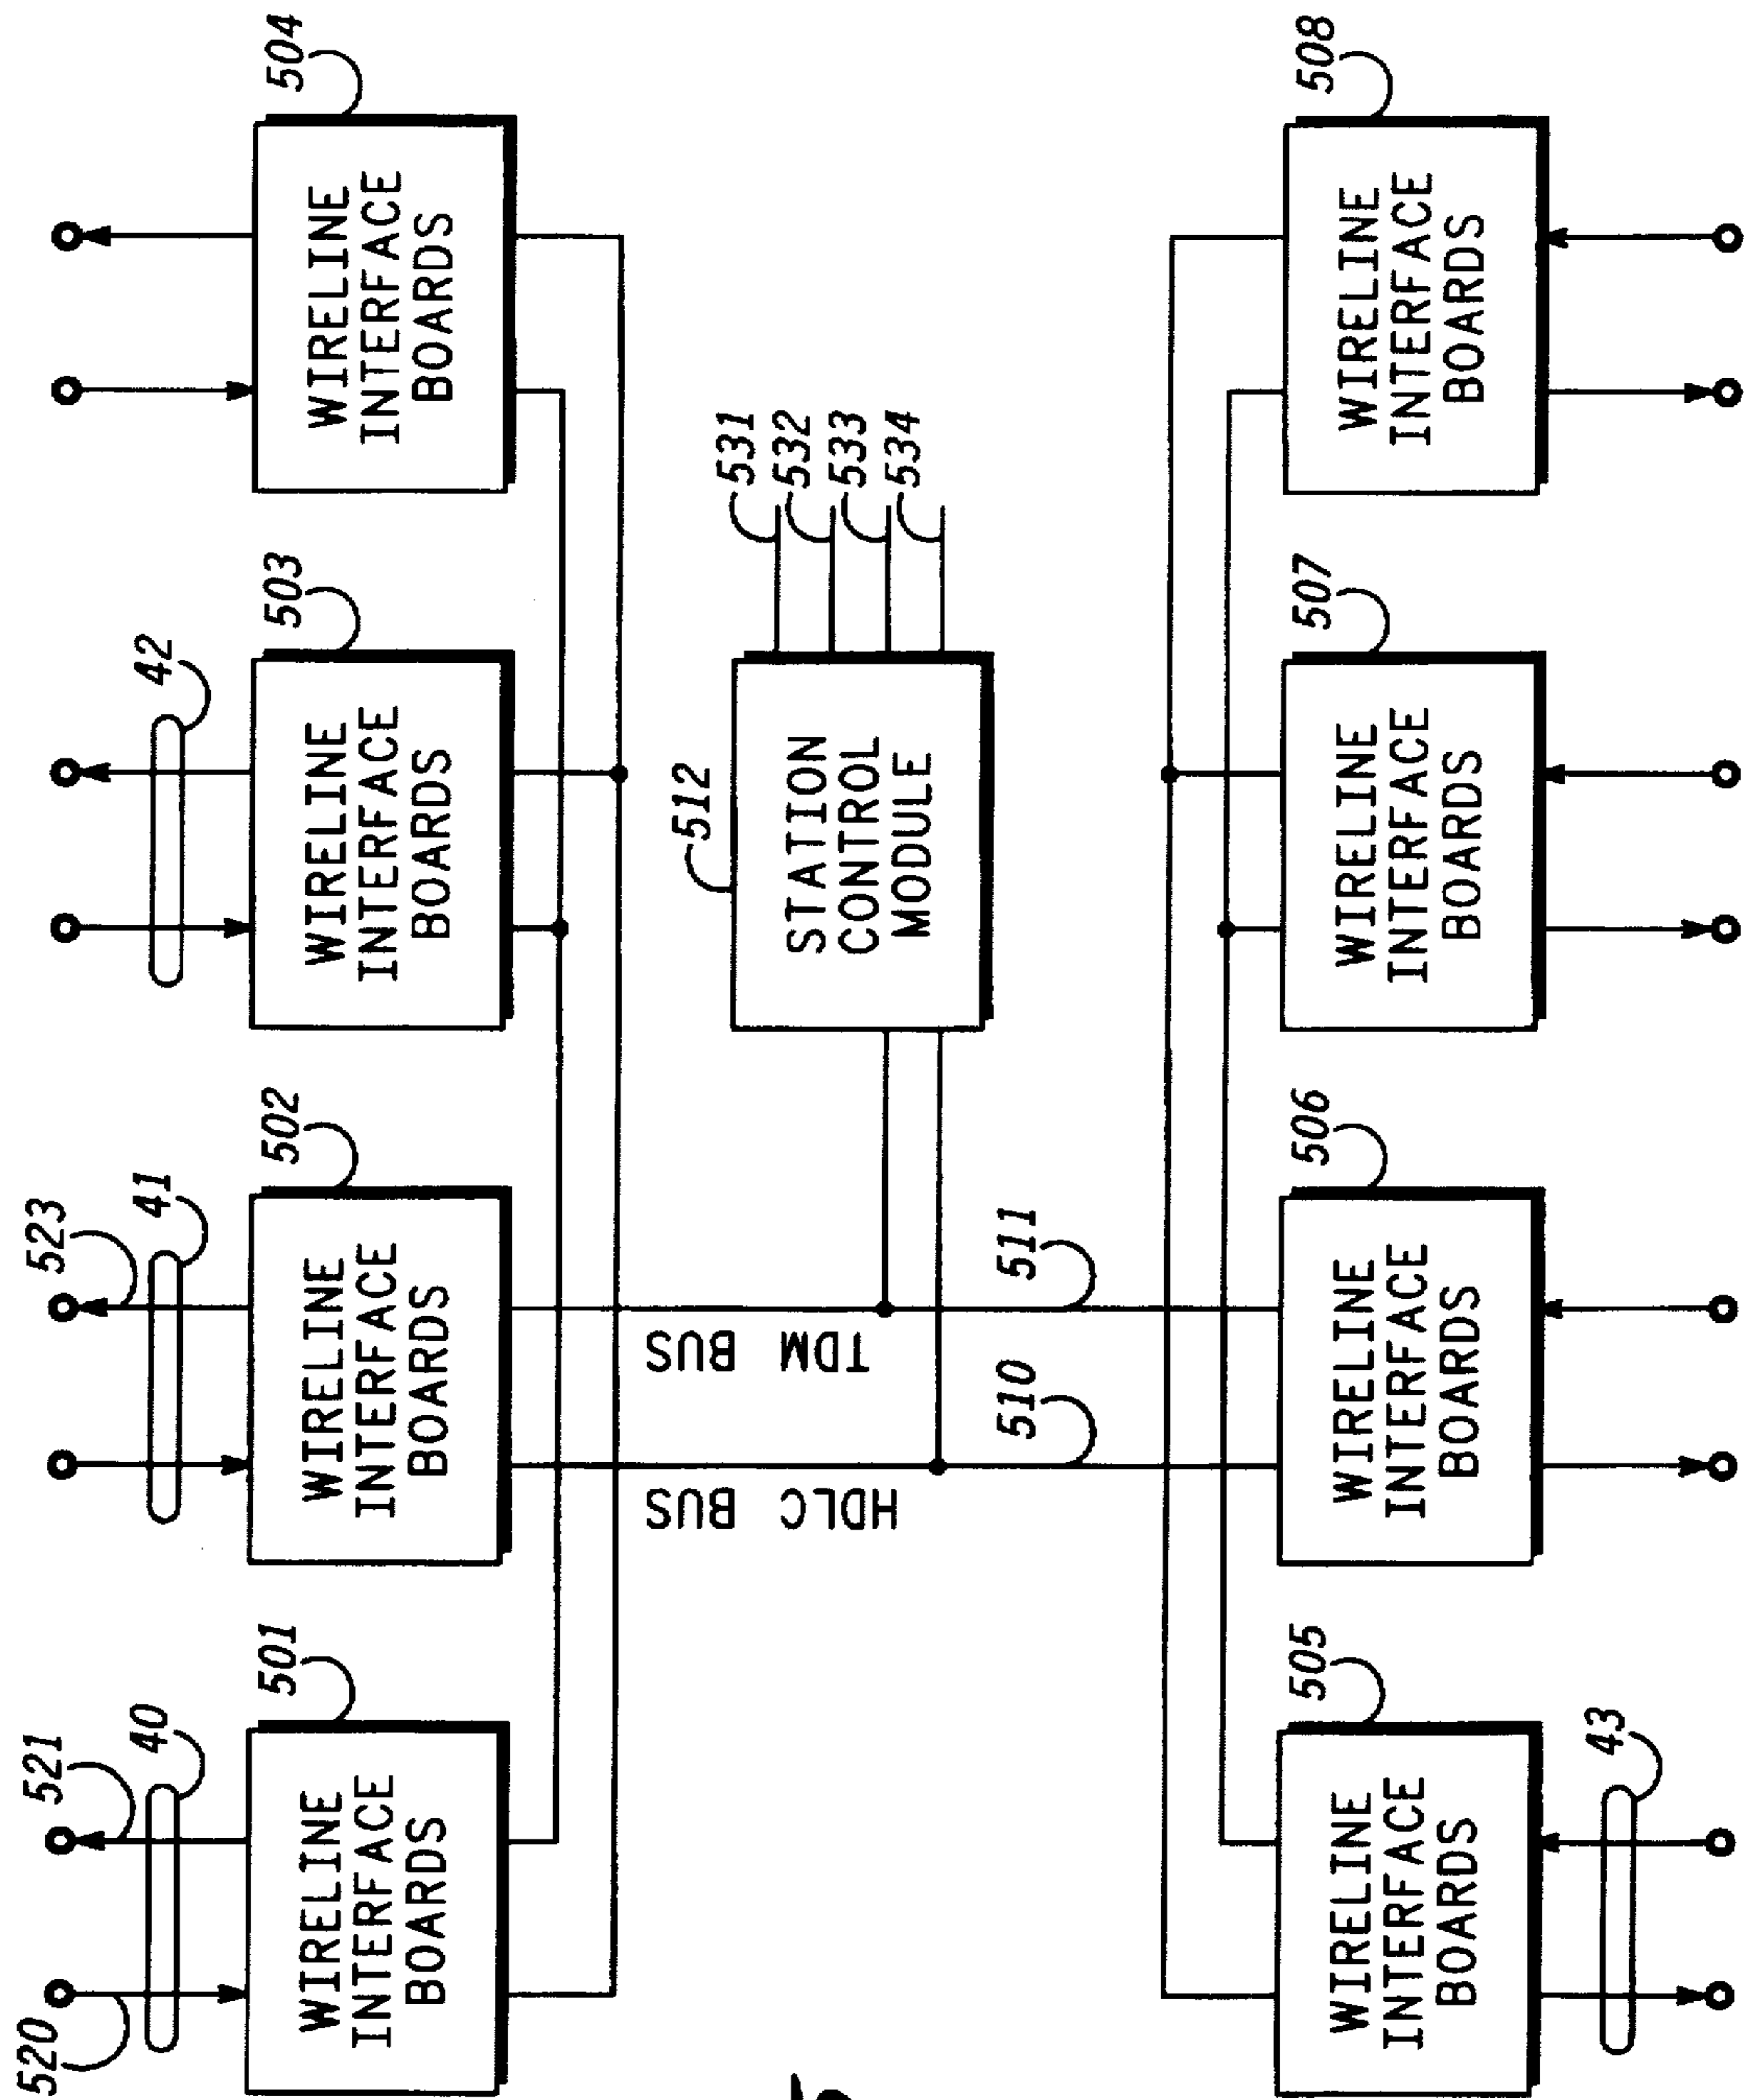 520
521
40
501
WIRELINE
INTERFACE
BOARDS
523
41
502
WIRELINE
INTERFACE
BOARDS
42
503
WIRELINE
INTERFACE
BOARDS
504
WIRELINE
INTERFACE
BOARDS
HDLC BUS
TDM BUS
510
511
512
STATION
CONTROL
MODULE
531
532
533
534
505
WIRELINE
INTERFACE
BOARDS
43
506
WIRELINE
INTERFACE
BOARDS
507
WIRELINE
INTERFACE
BOARDS
508
WIRELINE
INTERFACE
BOARDS